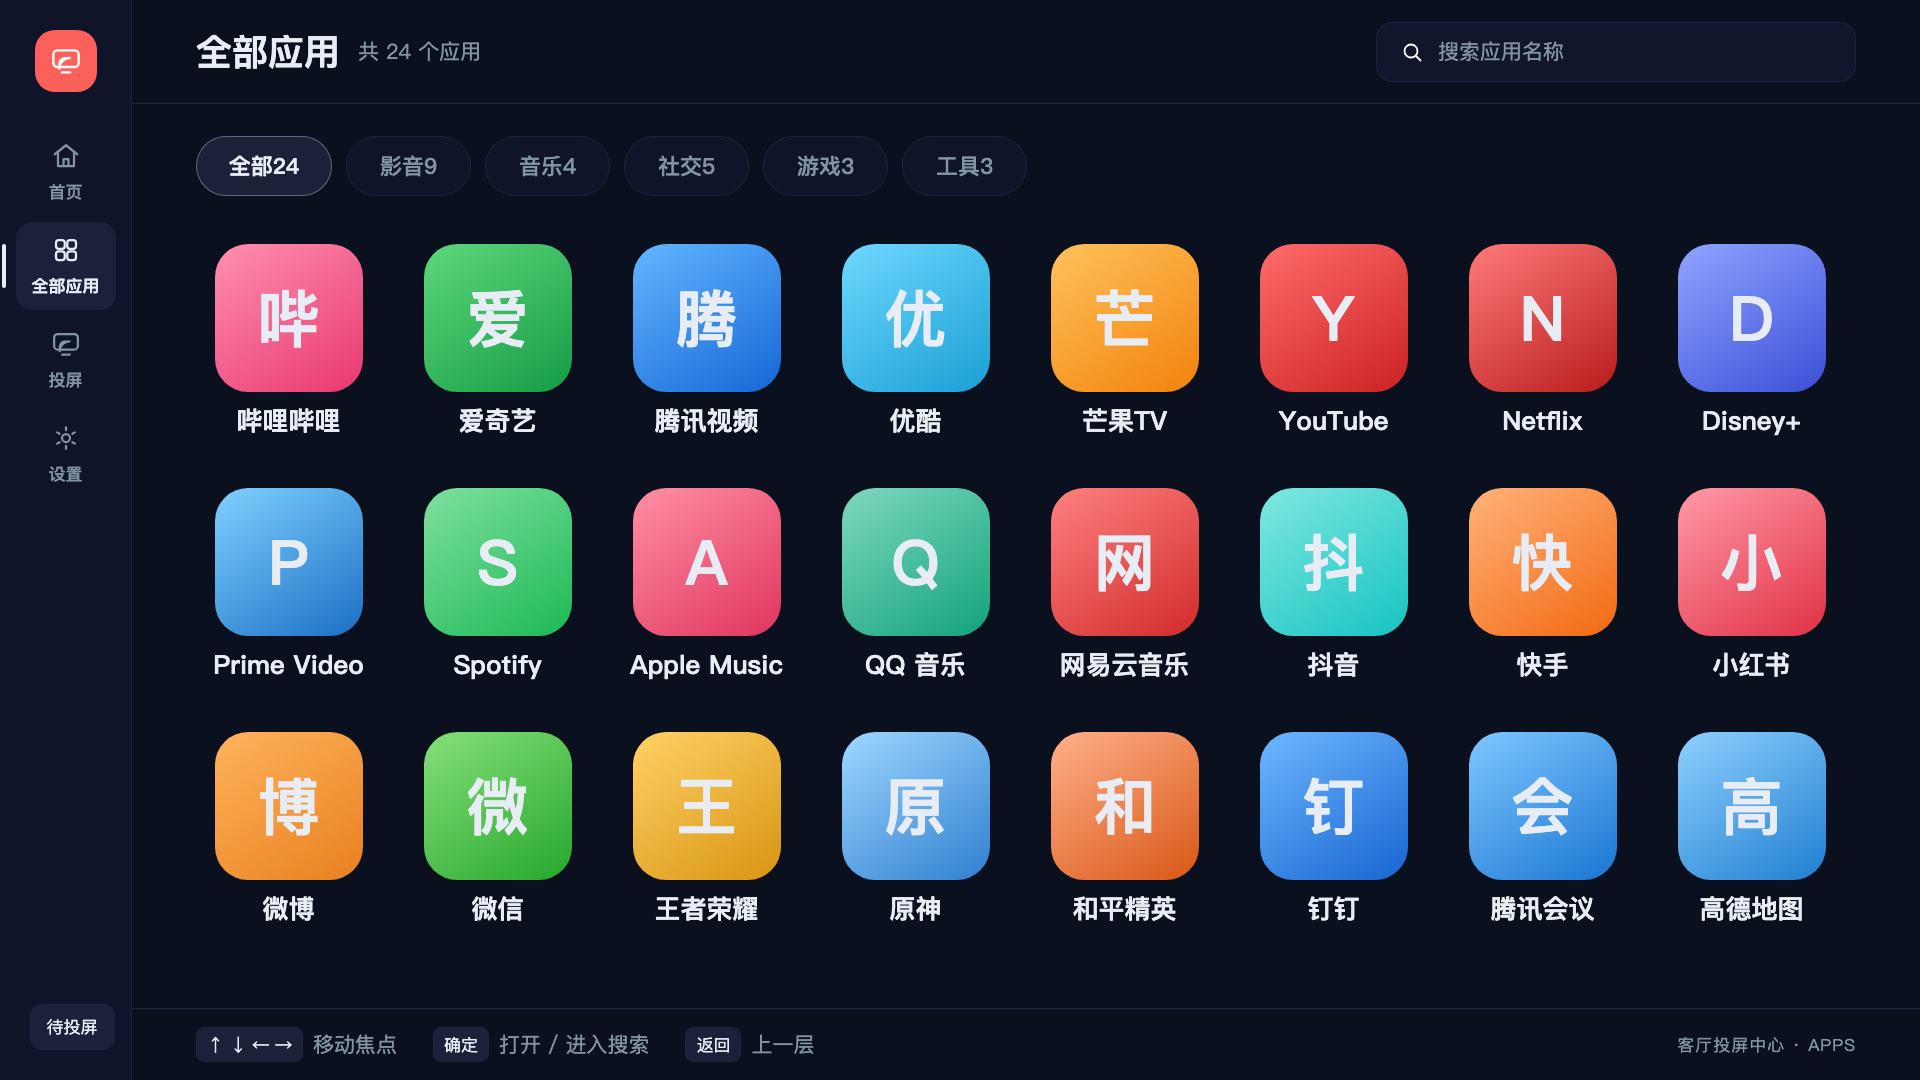 首页
全部应用
投屏
设置
待投屏
全部应用 共 24 个应用
搜索应用名称
全部24 影音9 音乐4 社交5 游戏3 工具3
哔 爱 腾 优 芒 Y N D
哔哩哔哩 爱奇艺 腾讯视频 优酷 芒果TV YouTube Netflix Disney+
P S A Q 网 抖 快 小
Prime Video Spotify Apple Music QQ 音乐 网易云音乐 抖音 快手 小红书
博 微 王 原 和 钉 会 高
微博 微信 王者荣耀 原神 和平精英 钉钉 腾讯会议 高德地图
↑ ↓ ← → 移动焦点 确定 打开 / 进入搜索 返回 上一层
客厅投屏中心 · APPS